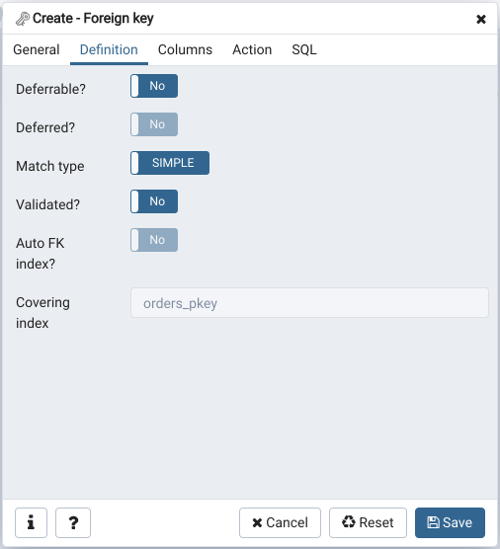 Create - Foreign key
General Definition Columns Action SQL
Deferrable? No
Deferred? No
Match type SIMPLE
Validated? No
Auto FK No
index?
Covering orders_pkey
index
i ? Cancel Reset Save